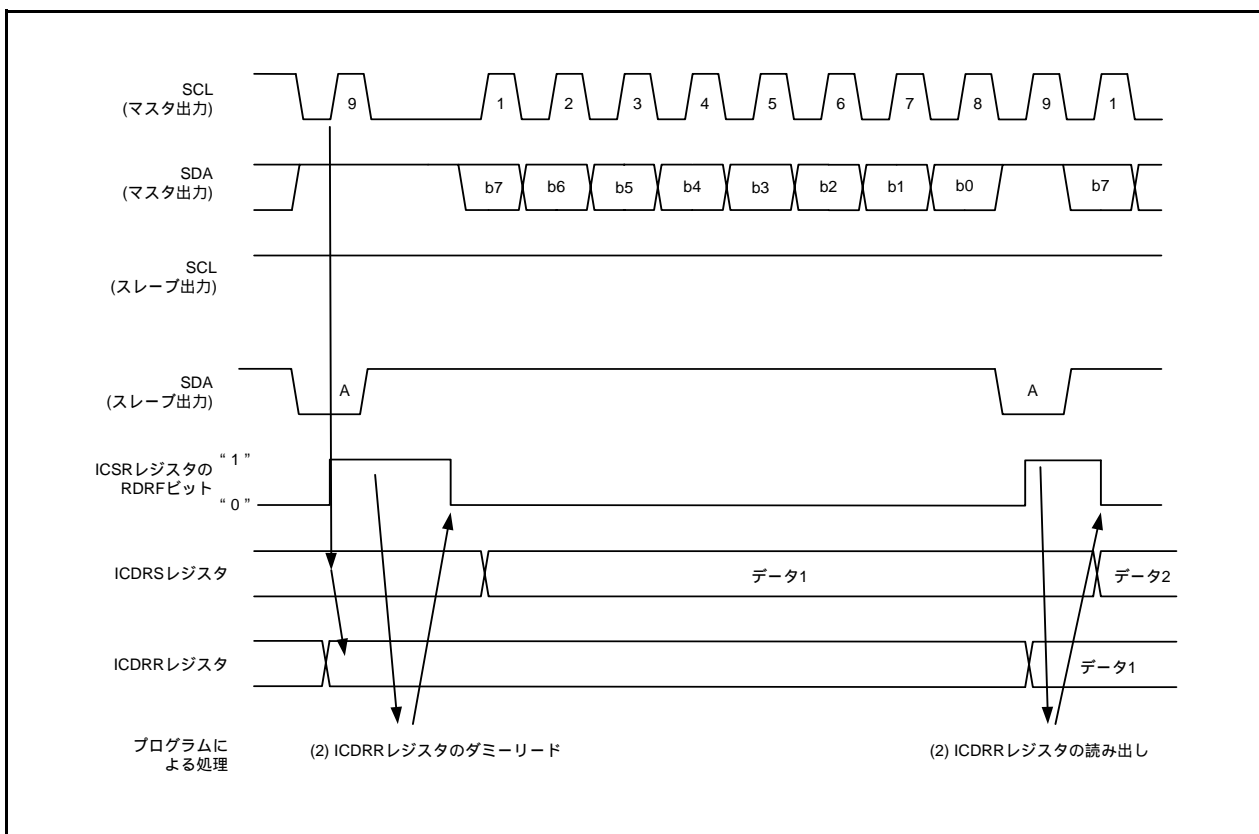 SCL
(マスタ出力)
9 1 2 3 4 5 6 7 8 9 1
SDA
(マスタ出力)
b7 b6 b5 b4 b3 b2 b1 b0 b7
SCL
(スレーブ出力)
SDA
(スレーブ出力)
A A
ICSRレジスタの
RDRFビット
“ 1 ”
“ 0 ”
ICDRSレジスタ
データ1 データ2
ICDRRレジスタ
データ1
プログラムに
よる処理
(2) ICDRRレジスタのダミーリード
(2) ICDRRレジスタの読み出し